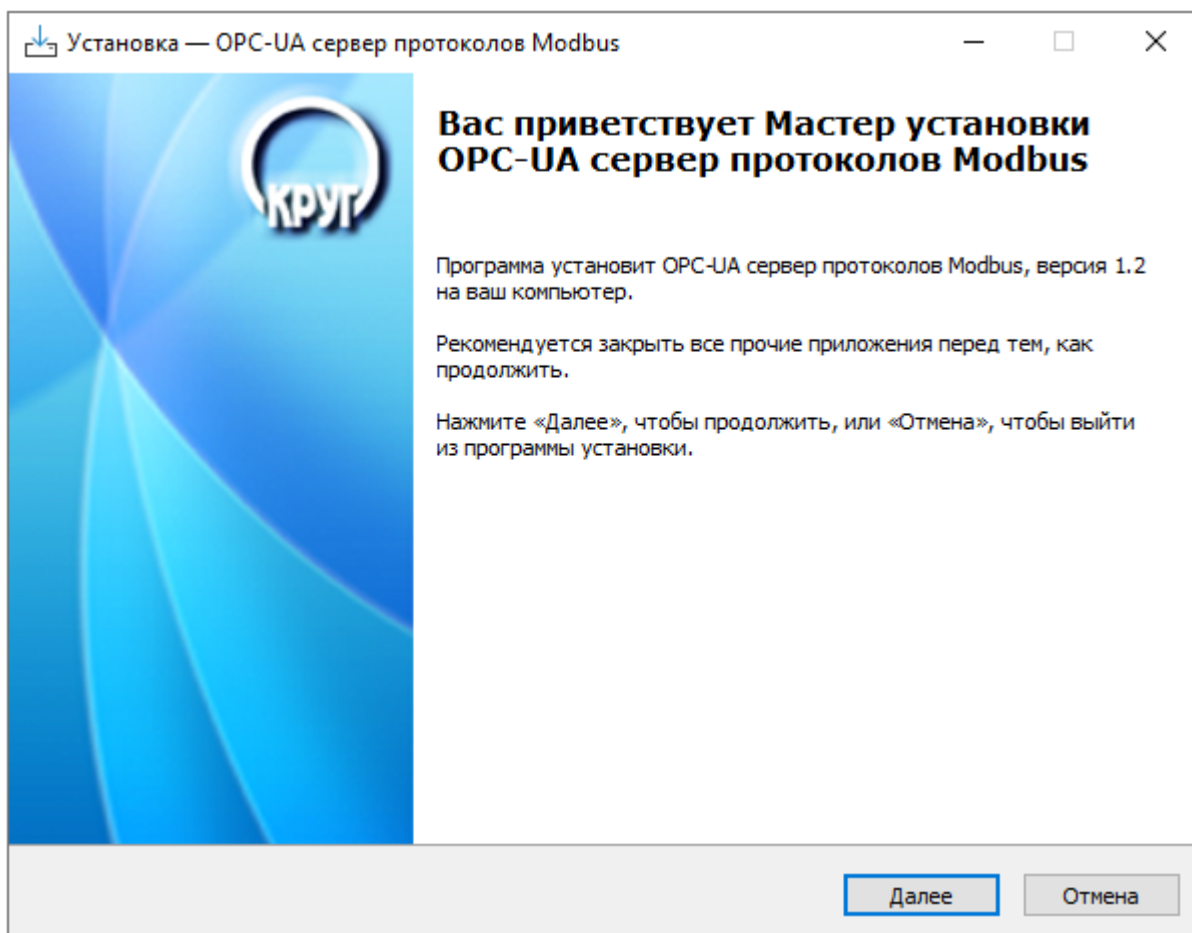 Установка — OPC-UA сервер протоколов Modbus
КРУГ
Вас приветствует Мастер установки
OPC-UA сервер протоколов Modbus
Программа установит OPC-UA сервер протоколов Modbus, версия 1.2
на ваш компьютер.
Рекомендуется закрыть все прочие приложения перед тем, как
продолжить.
Нажмите «Далее», чтобы продолжить, или «Отмена», чтобы выйти
из программы установки.
Далее
Отмена